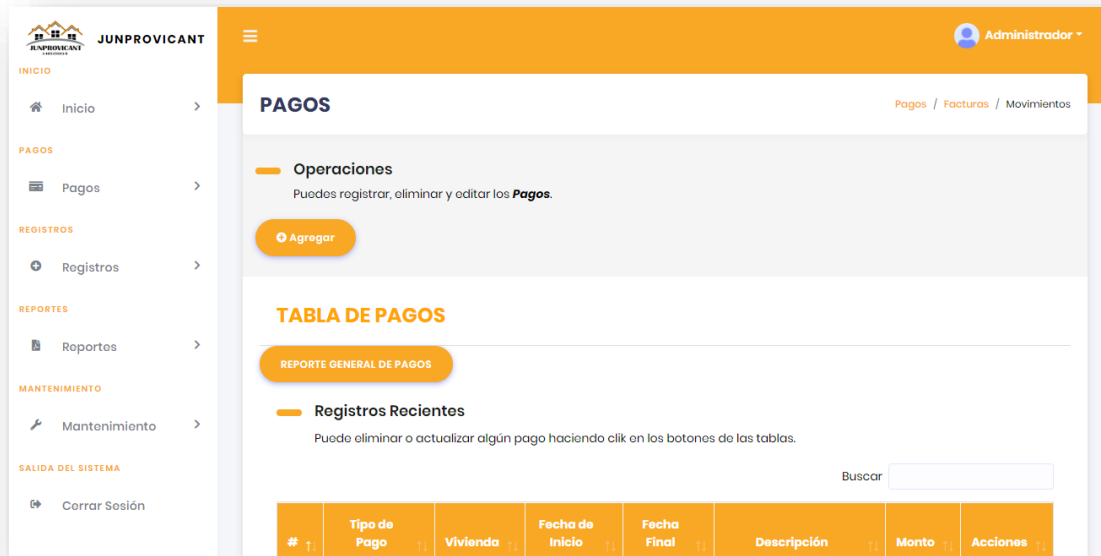 JUNPROVICANT
JUNPROVICANT
INICIO
Inicio
PAGOS
Pagos
REGISTROS
Registros
REPORTES
Reportes
MANTENIMIENTO
Mantenimiento
SALIDA DEL SISTEMA
Cerrar Sesión
Administrador
PAGOS
Pagos / Facturas / Movimientos
Operaciones
Puedes registrar, eliminar y editar los Pagos.
Agregar
TABLA DE PAGOS
REPORTE GENERAL DE PAGOS
Registros Recientes
Puede eliminar o actualizar algún pago haciendo clik en los botones de las tablas.
Buscar
# Tipo de Pago Vivienda Fecha de Inicio Fecha Final Descripción Monto Acciones